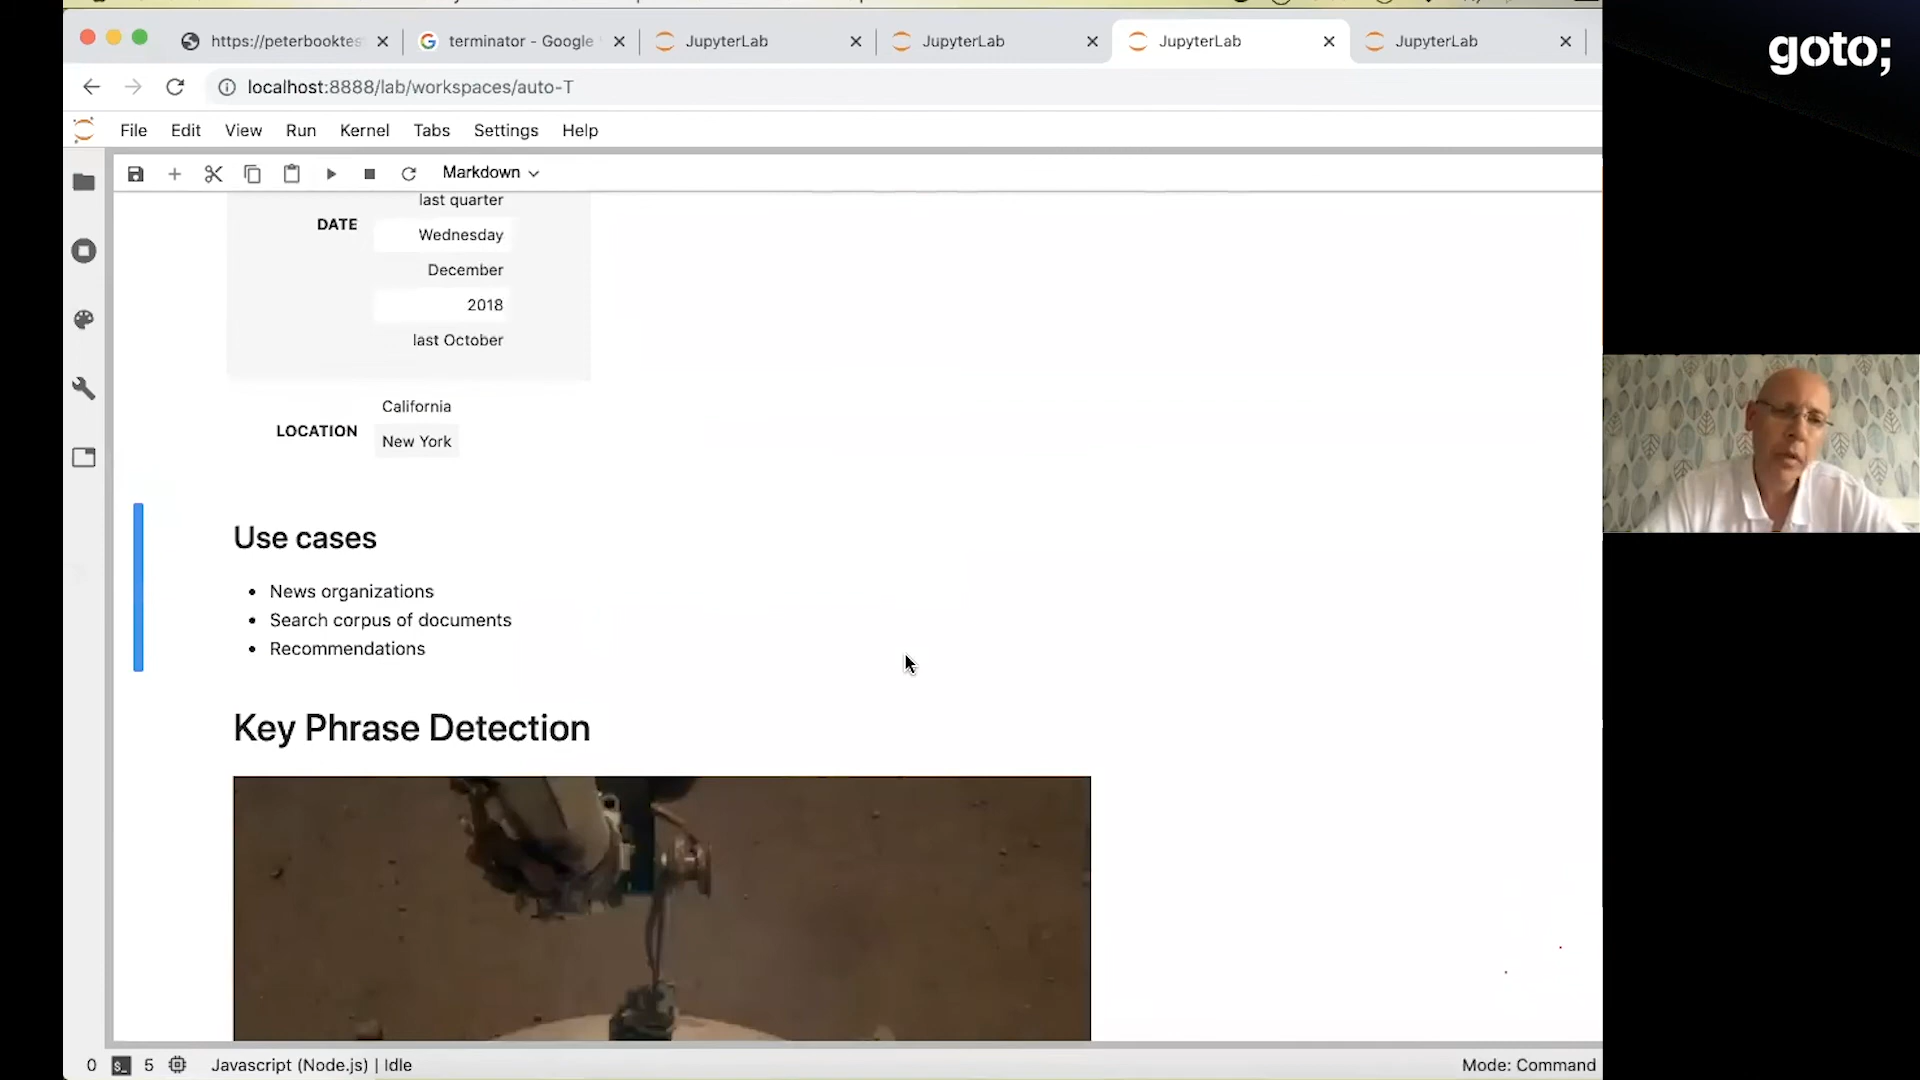 https://peterbooktes
terminator - Google
JupyterLab
JupyterLab
JupyterLab
JupyterLab
goto;
localhost:8888/lab/workspaces/auto-T
File Edit View Run Kernel Tabs Settings Help
Markdown
last quarter
DATE
Wednesday
December
2018
last October
California
LOCATION
New York
Use cases
• News organizations
• Search corpus of documents
• Recommendations
Key Phrase Detection
0 $_ 5 Javascript (Node.js) | Idle
Mode: Command